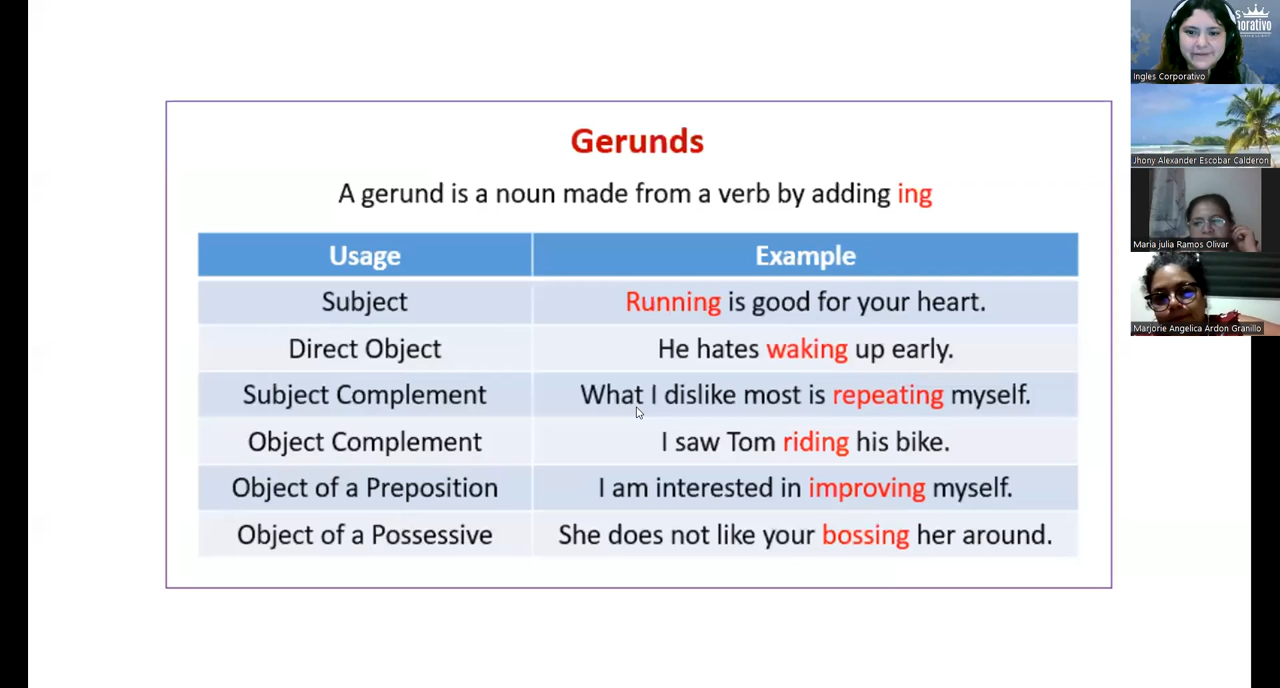 Gerunds
A gerund is a noun made from a verb by adding ing
Usage Example
Subject Running is good for your heart.
Direct Object He hates waking up early.
Subject Complement What I dislike most is repeating myself.
Object Complement I saw Tom riding his bike.
Object of a Preposition I am interested in improving myself.
Object of a Possessive She does not like your bossing her around.
Ingles Corporativo
Jhony Alexander Escobar Calderon
Maria julia Ramos Olivar
Marjorie Angelica Ardon Granillo